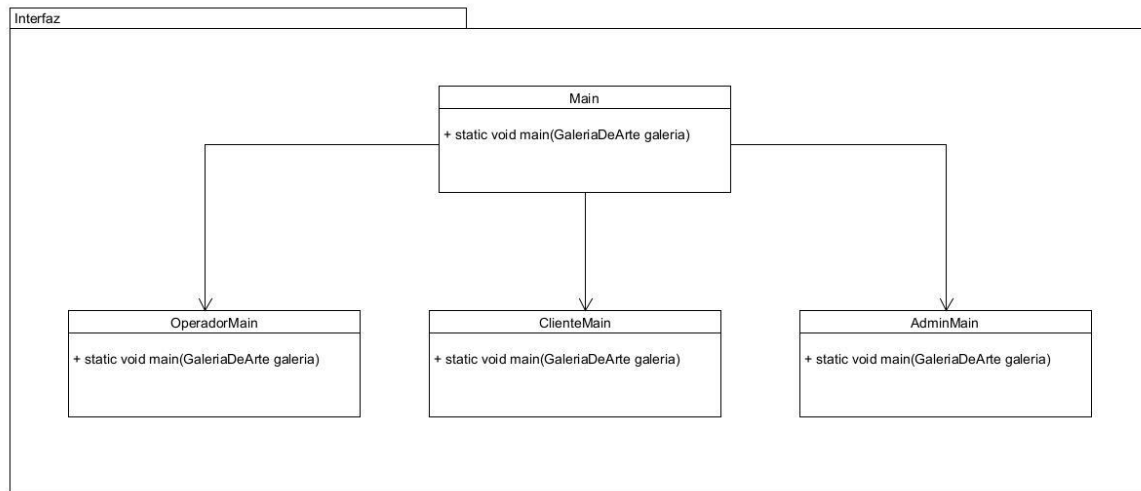 Interfaz
Main
+ static void main(GaleriaDeArte galeria)
OperadorMain
+ static void main(GaleriaDeArte galeria)
ClienteMain
+ static void main(GaleriaDeArte galeria)
AdminMain
+ static void main(GaleriaDeArte galeria)